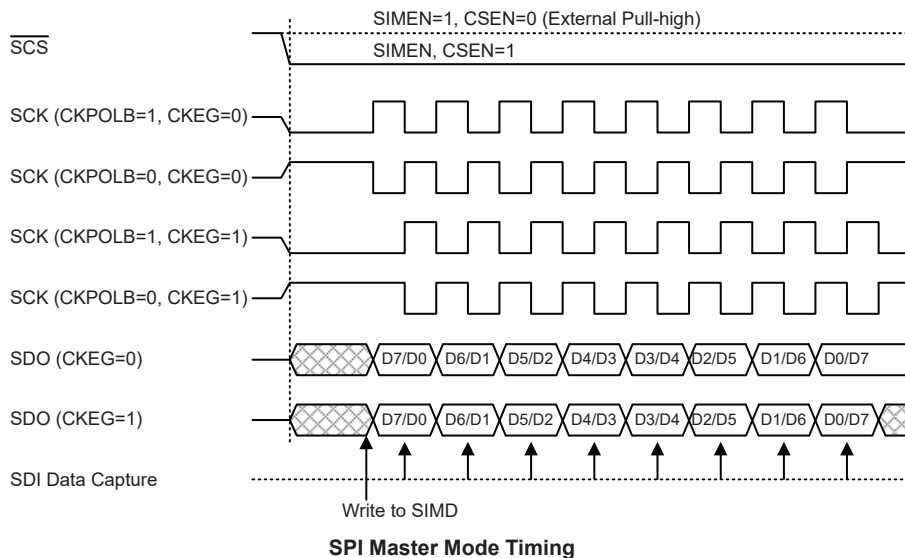 SIMEN=1, CSEN=0 (External Pull-high)
SCS
SIMEN, CSEN=1
SCK (CKPOLB=1, CKEG=0)
SCK (CKPOLB=0, CKEG=0)
SCK (CKPOLB=1, CKEG=1)
SCK (CKPOLB=0, CKEG=1)
SDO (CKEG=0) D7/D0 D6/D1 D5/D2 D4/D3 D3/D4 D2/D5 D1/D6 D0/D7
SDO (CKEG=1) D7/D0 D6/D1 D5/D2 D4/D3 D3/D4 D2/D5 D1/D6 D0/D7
SDI Data Capture
Write to SIMD
SPI Master Mode Timing